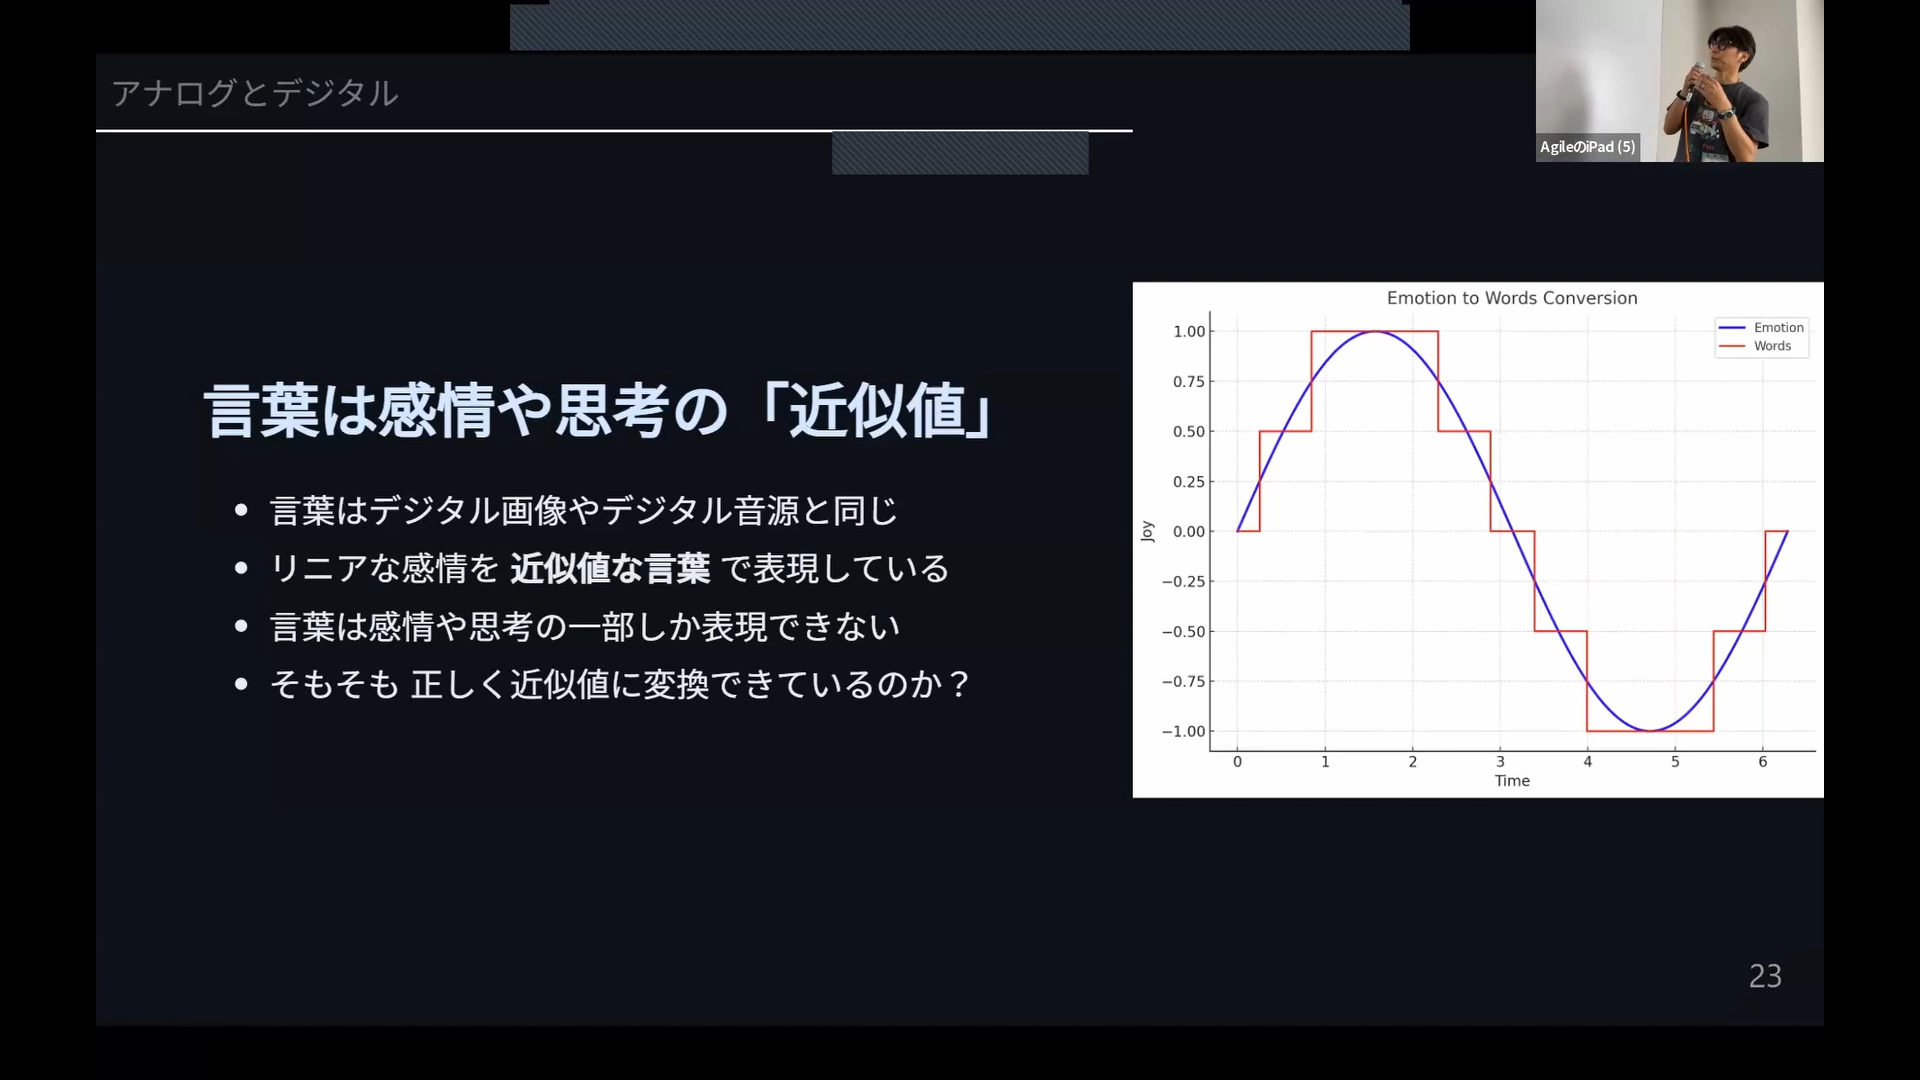 アナログとデジタル
AgileのiPad (5)
言葉は感情や思考の「近似値」
言葉はデジタル画像やデジタル音源と同じ
リニアな感情を 近似値な言葉 で表現している
言葉は感情や思考の一部しか表現できない
そもそも 正しく近似値に変換できているのか？
Emotion to Words Conversion
Emotion
Words
1.00
0.75
0.50
0.25
0.00
−0.25
−0.50
−0.75
−1.00
Joy
0 1 2 3 4 5 6
Time
23